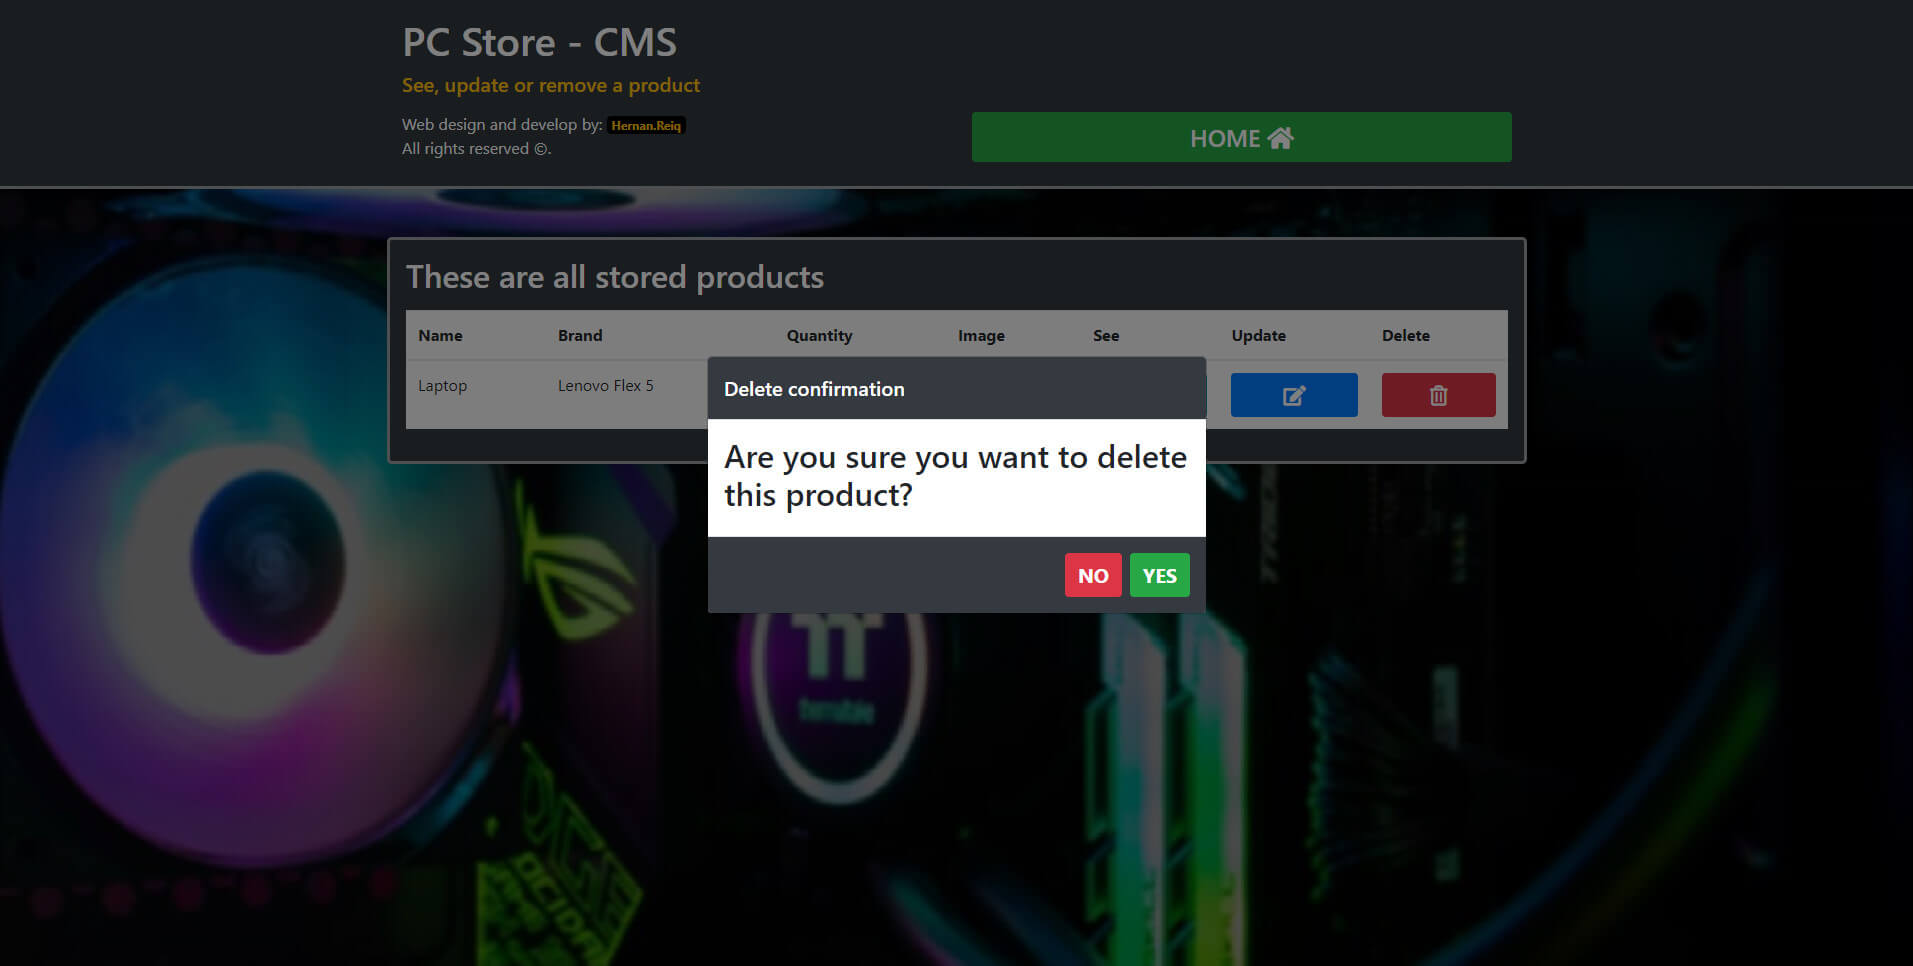 PC Store - CMS
See, update or remove a product
Web design and develop by: Hernan.Reiq
All rights reserved ©.
HOME
These are all stored products
Name Brand Quantity Image See Update Delete
Laptop Lenovo Flex 5
Delete confirmation
Are you sure you want to delete
this product?
NO YES